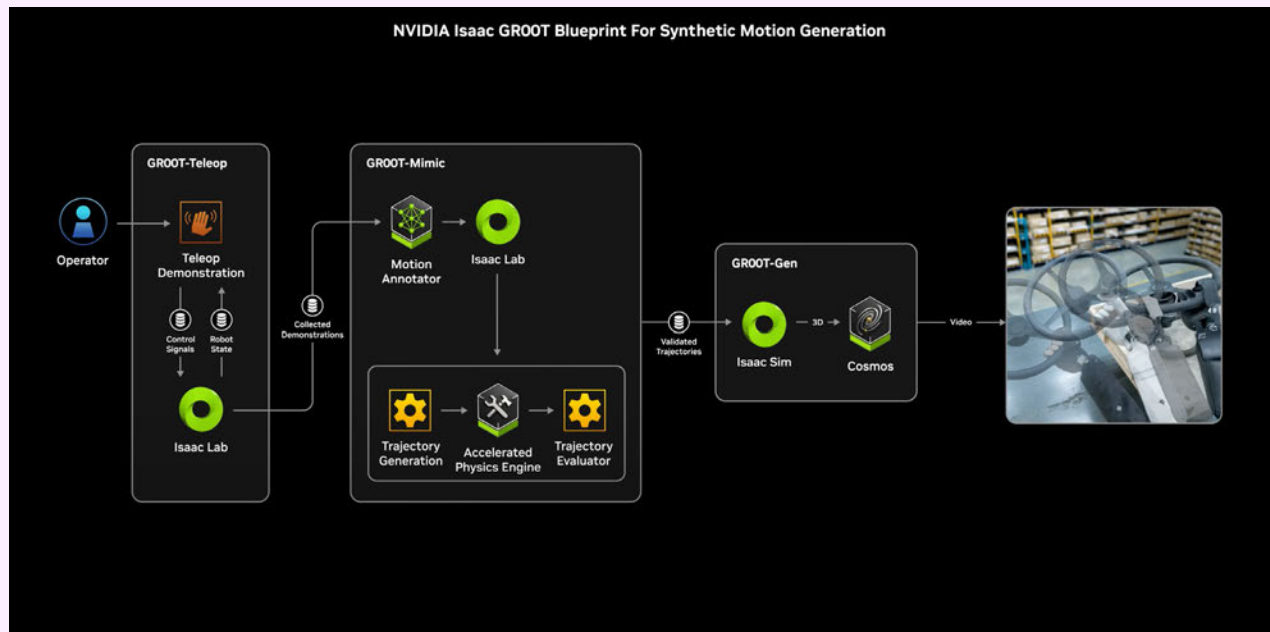 NVIDIA Isaac GR00T Blueprint For Synthetic Motion Generation
GR00T-Teleop
Operator
Teleop
Demonstration
Control
Signals
Robot
State
Isaac Lab
Collected
Demonstrations
GR00T-Mimic
Motion
Annotator
Isaac Lab
Trajectory
Generation
Accelerated
Physics Engine
Trajectory
Evaluator
Validated
Trajectories
GR00T-Gen
Isaac Sim
3D
Cosmos
Video